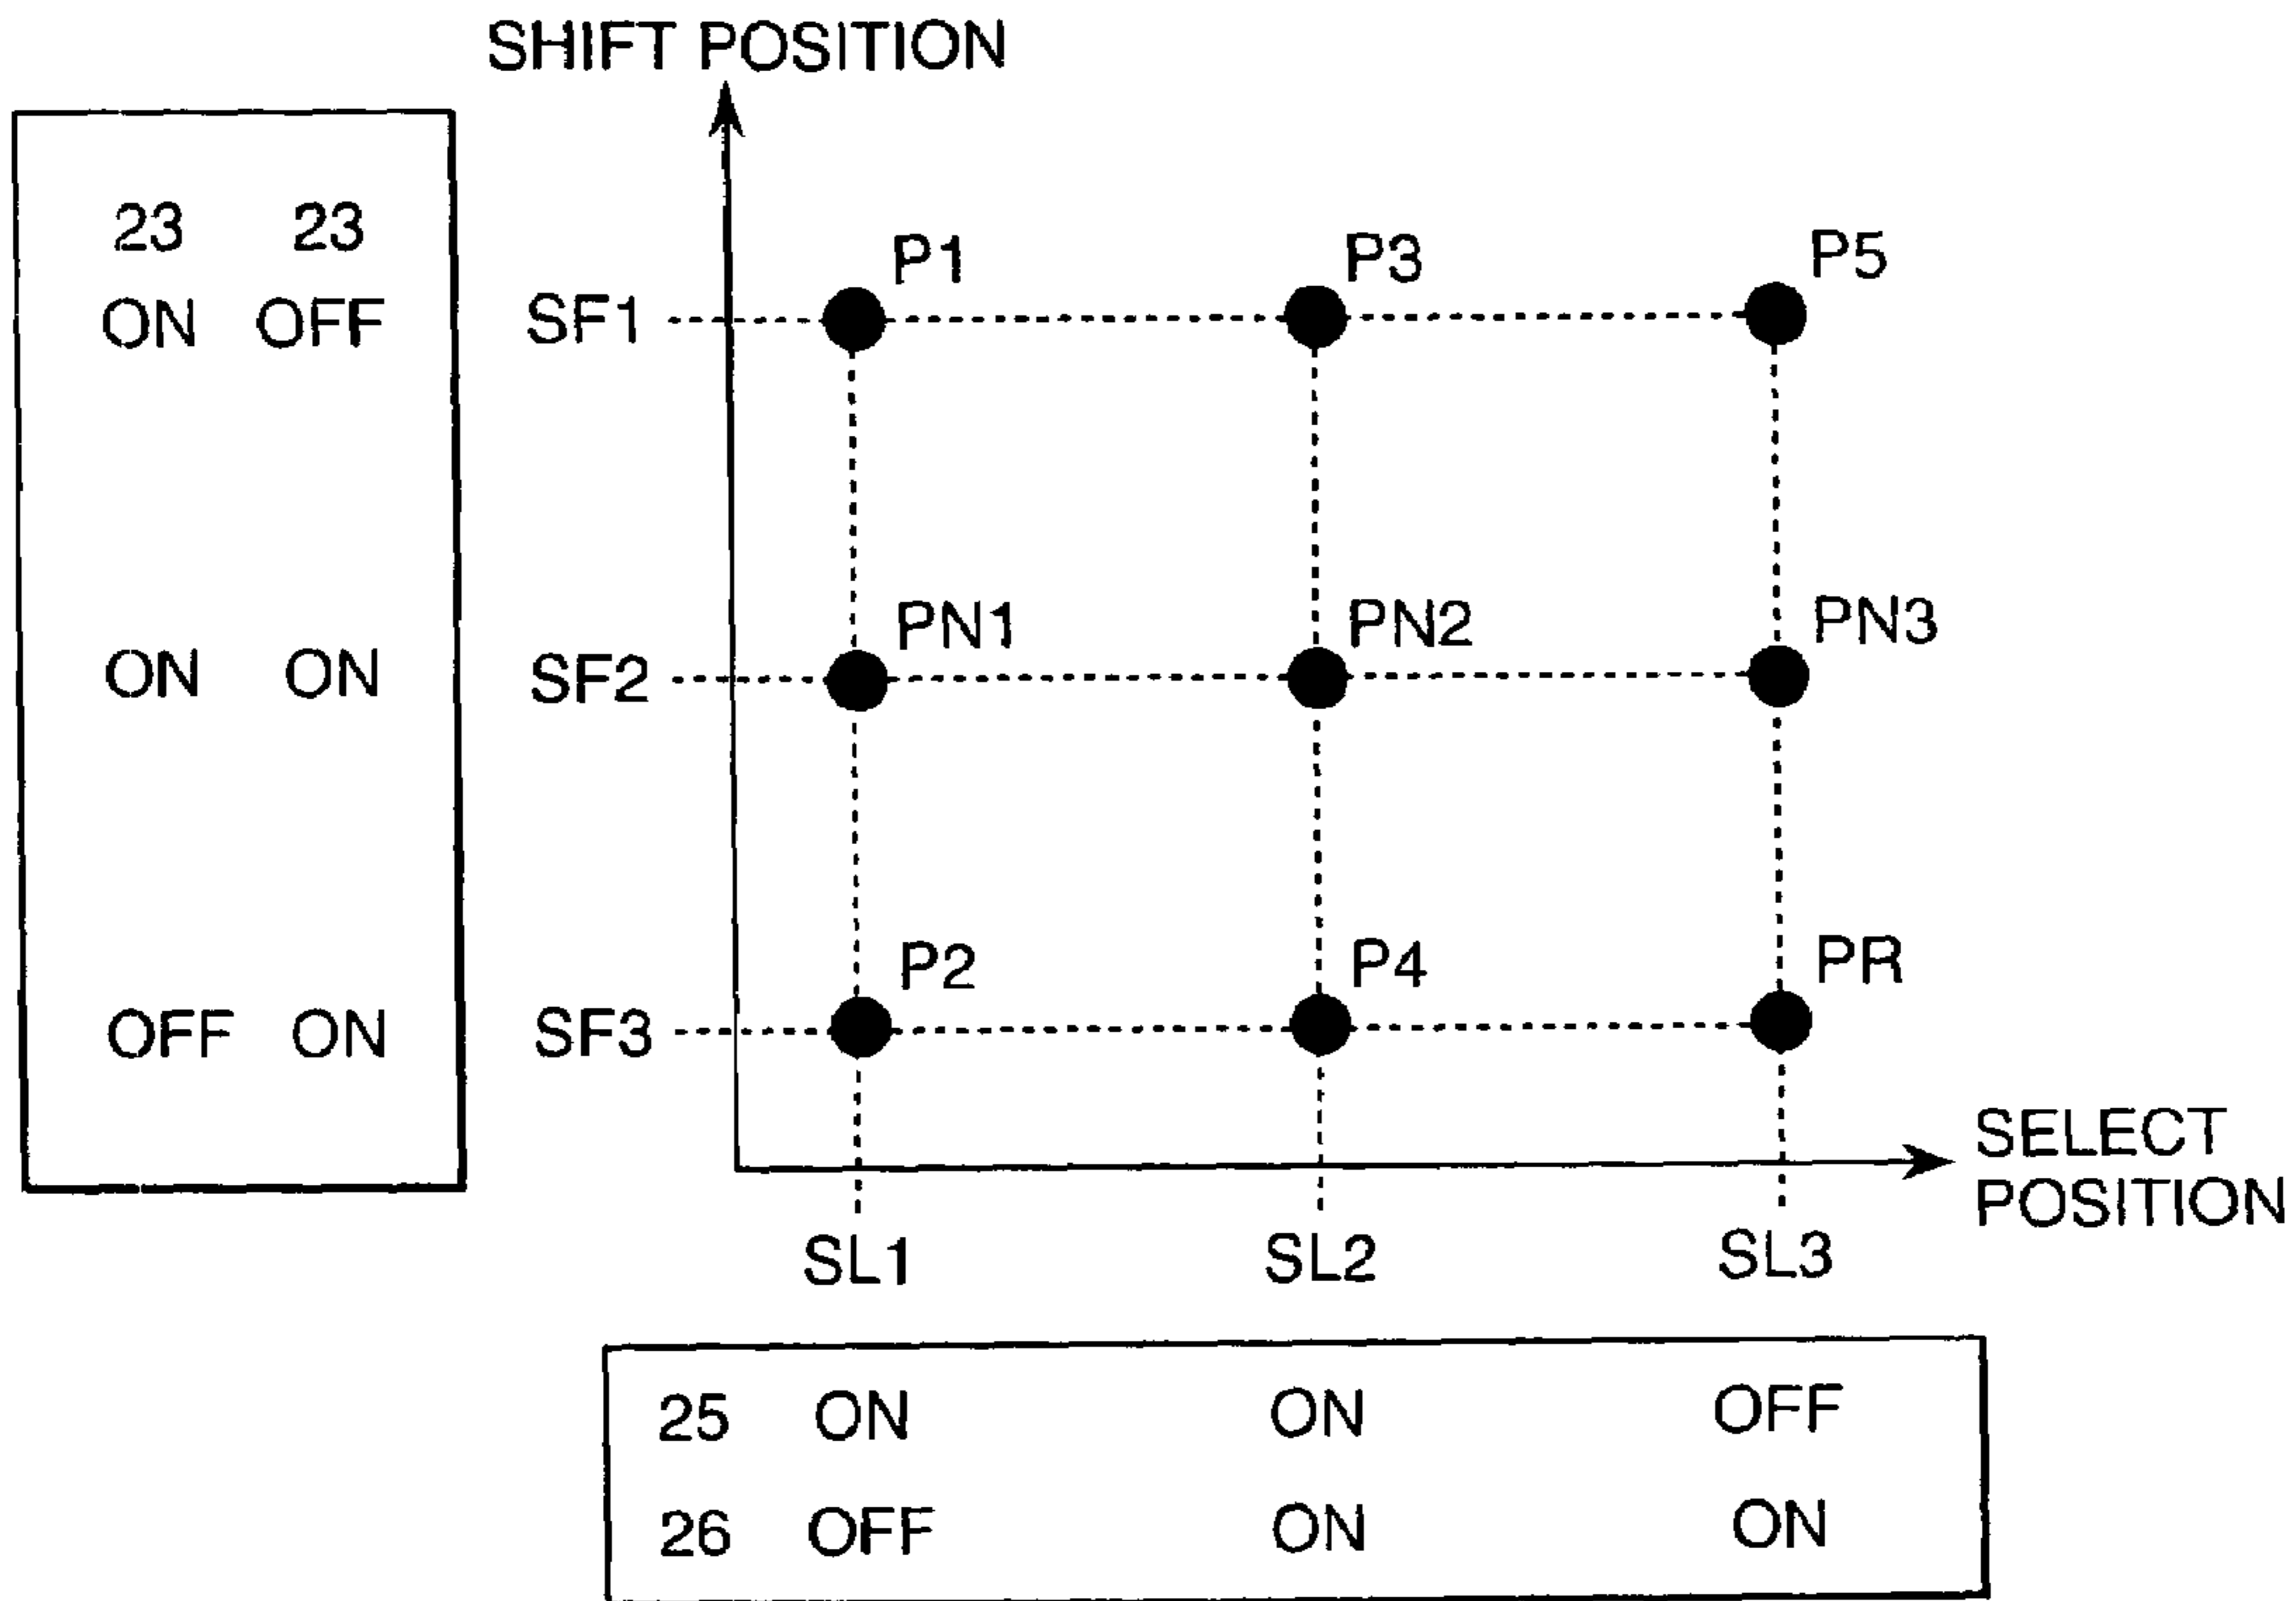 SHIFT POSITION
23 23
ON OFF
ON ON
OFF ON
SF1
SF2
SF3
P1
P3
P5
PN1
PN2
PN3
P2
P4
PR
SELECT
POSITION
SL1
SL2
SL3
25 ON ON OFF
26 OFF ON ON